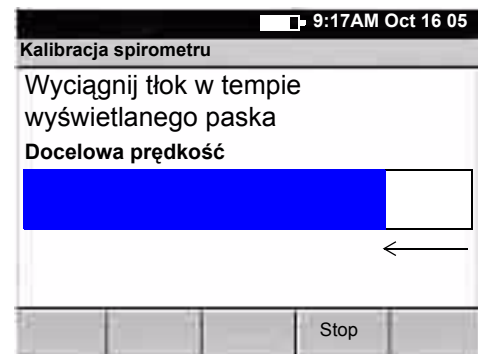 9:17AM Oct 16 05
Kalibracja spirometru
Wyciągnij tłok w tempie
wyświetlanego paska
Docelowa prędkość
Stop